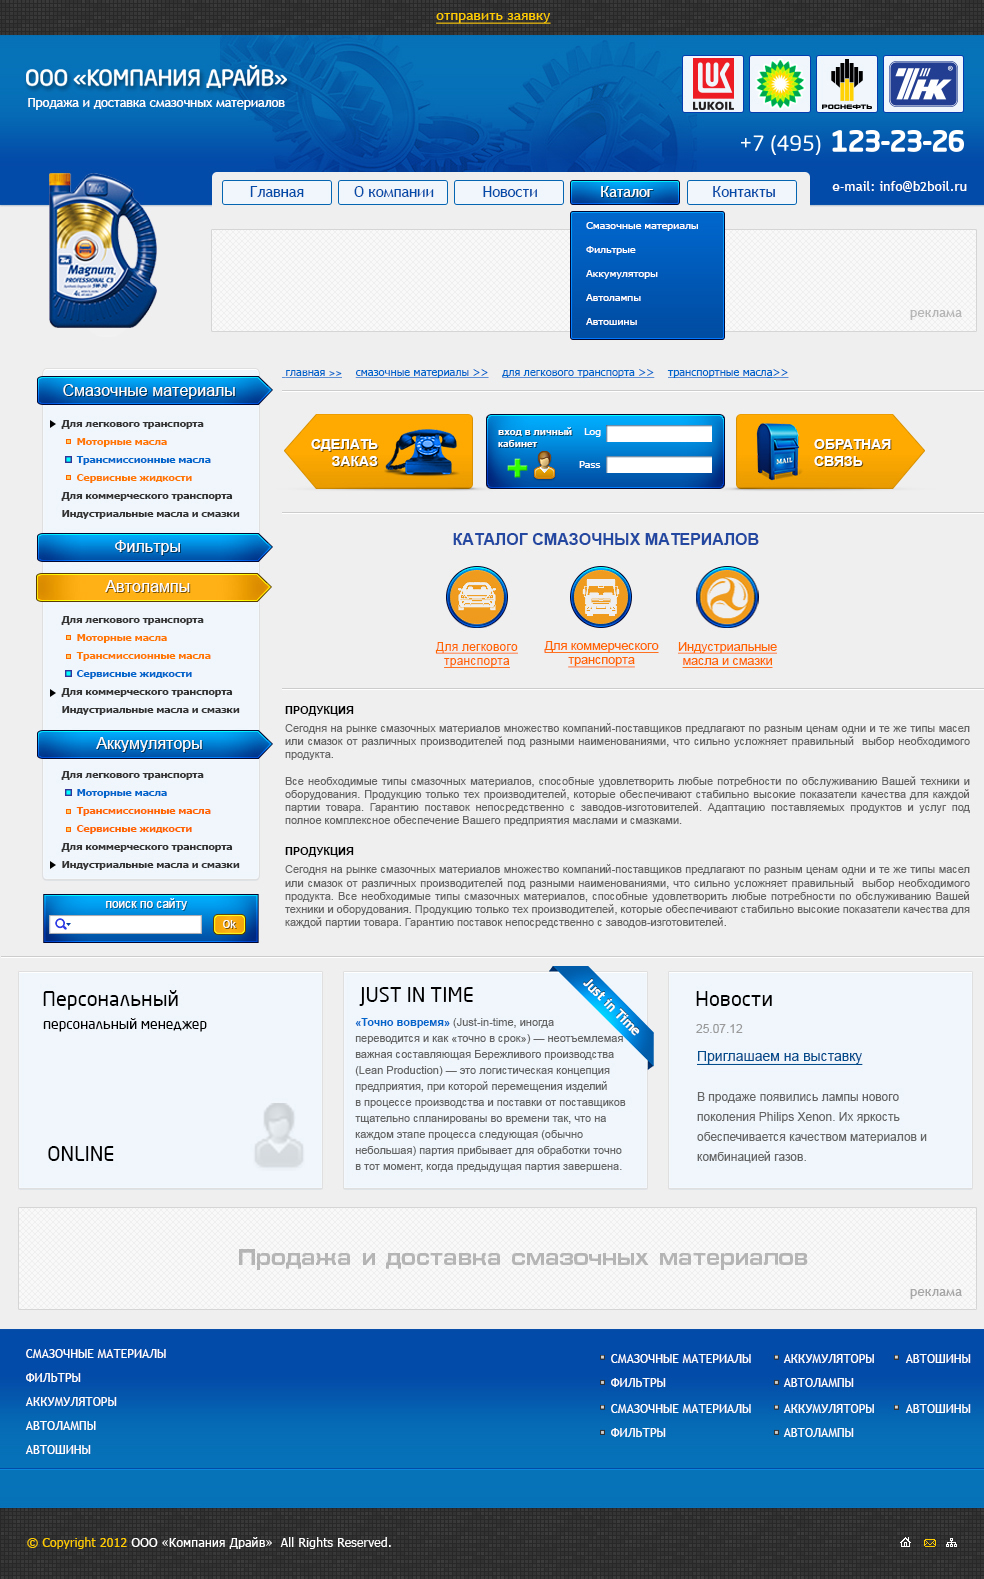 отправить заявку
ООО «КОМПАНИЯ ДРАЙВ»
Продажа и доставка смазочных материалов
LUKOIL
bp
РОСНЕФТЬ
ТНК
+7 (495) 123-23-26
e-mail: info@b2boil.ru
Главная
О компании
Новости
Каталог
Контакты
Смазочные материалы
Фильтрые
Аккумуляторы
Автолампы
Автошины
ТНК
Magnum
PROFESSIONAL C3
5W-30
реклама
главная >>
смазочные материалы >>
для легкового транспорта >>
транспортные масла>>
Смазочные материалы
Для легкового транспорта
Моторные масла
Трансмиссионные масла
Сервисные жидкости
Для коммерческого транспорта
Индустриальные масла и смазки
Фильтры
Автолампы
Для легкового транспорта
Моторные масла
Трансмиссионные масла
Сервисные жидкости
Для коммерческого транспорта
Индустриальные масла и смазки
Аккумуляторы
Для легкового транспорта
Моторные масла
Трансмиссионные масла
Сервисные жидкости
Для коммерческого транспорта
Индустриальные масла и смазки
поиск по сайту
Ok
СДЕЛАТЬ
ЗАКАЗ
вход в личный
кабинет
Log
Pass
MAIL
ОБРАТНАЯ
СВЯЗЬ
КАТАЛОГ СМАЗОЧНЫХ МАТЕРИАЛОВ
Для легкового
транспорта
Для коммерческого
транспорта
Индустриальные
масла и смазки
ПРОДУКЦИЯ
Сегодня на рынке смазочных материалов множество компаний-поставщиков предлагают по разным ценам одни и те же типы масел
или смазок от различных производителей под разными наименованиями, что сильно усложняет правильный выбор необходимого
продукта.
Все необходимые типы смазочных материалов, способные удовлетворить любые потребности по обслуживанию Вашей техники и
оборудования. Продукцию только тех производителей, которые обеспечивают стабильно высокие показатели качества для каждой
партии товара. Гарантию поставок непосредственно с заводов-изготовителей. Адаптацию поставляемых продуктов и услуг под
полное комплексное обеспечение Вашего предприятия маслами и смазками.
ПРОДУКЦИЯ
Сегодня на рынке смазочных материалов множество компаний-поставщиков предлагают по разным ценам одни и те же типы масел
или смазок от различных производителей под разными наименованиями, что сильно усложняет правильный выбор необходимого
продукта. Все необходимые типы смазочных материалов, способные удовлетворить любые потребности по обслуживанию Вашей
техники и оборудования. Продукцию только тех производителей, которые обеспечивают стабильно высокие показатели качества для
каждой партии товара. Гарантию поставок непосредственно с заводов-изготовителей.
Персональный
персональный менеджер
ONLINE
JUST IN TIME
Just in Time
«Точно вовремя» (Just-in-time, иногда
переводится и как «точно в срок») — неотъемлемая
важная составляющая Бережливого производства
(Lean Production) — это логистическая концепция
предприятия, при которой перемещения изделий
в процессе производства и поставки от поставщиков
тщательно спланированы во времени так, что на
каждом этапе процесса следующая (обычно
небольшая) партия прибывает для обработки точно
в тот момент, когда предыдущая партия завершена.
Новости
25.07.12
Приглашаем на выставку
В продаже появились лампы нового
поколения Philips Xenon. Их яркость
обеспечивается качеством материалов и
комбинацией газов.
Продажа и доставка смазочных материалов
реклама
СМАЗОЧНЫЕ МАТЕРИАЛЫ
ФИЛЬТРЫ
АККУМУЛЯТОРЫ
АВТОЛАМПЫ
АВТОШИНЫ
СМАЗОЧНЫЕ МАТЕРИАЛЫ
АККУМУЛЯТОРЫ
АВТОШИНЫ
ФИЛЬТРЫ
АВТОЛАМПЫ
СМАЗОЧНЫЕ МАТЕРИАЛЫ
АККУМУЛЯТОРЫ
АВТОШИНЫ
ФИЛЬТРЫ
АВТОЛАМПЫ
© Copyright 2012 ООО «Компания Драйв» All Rights Reserved.